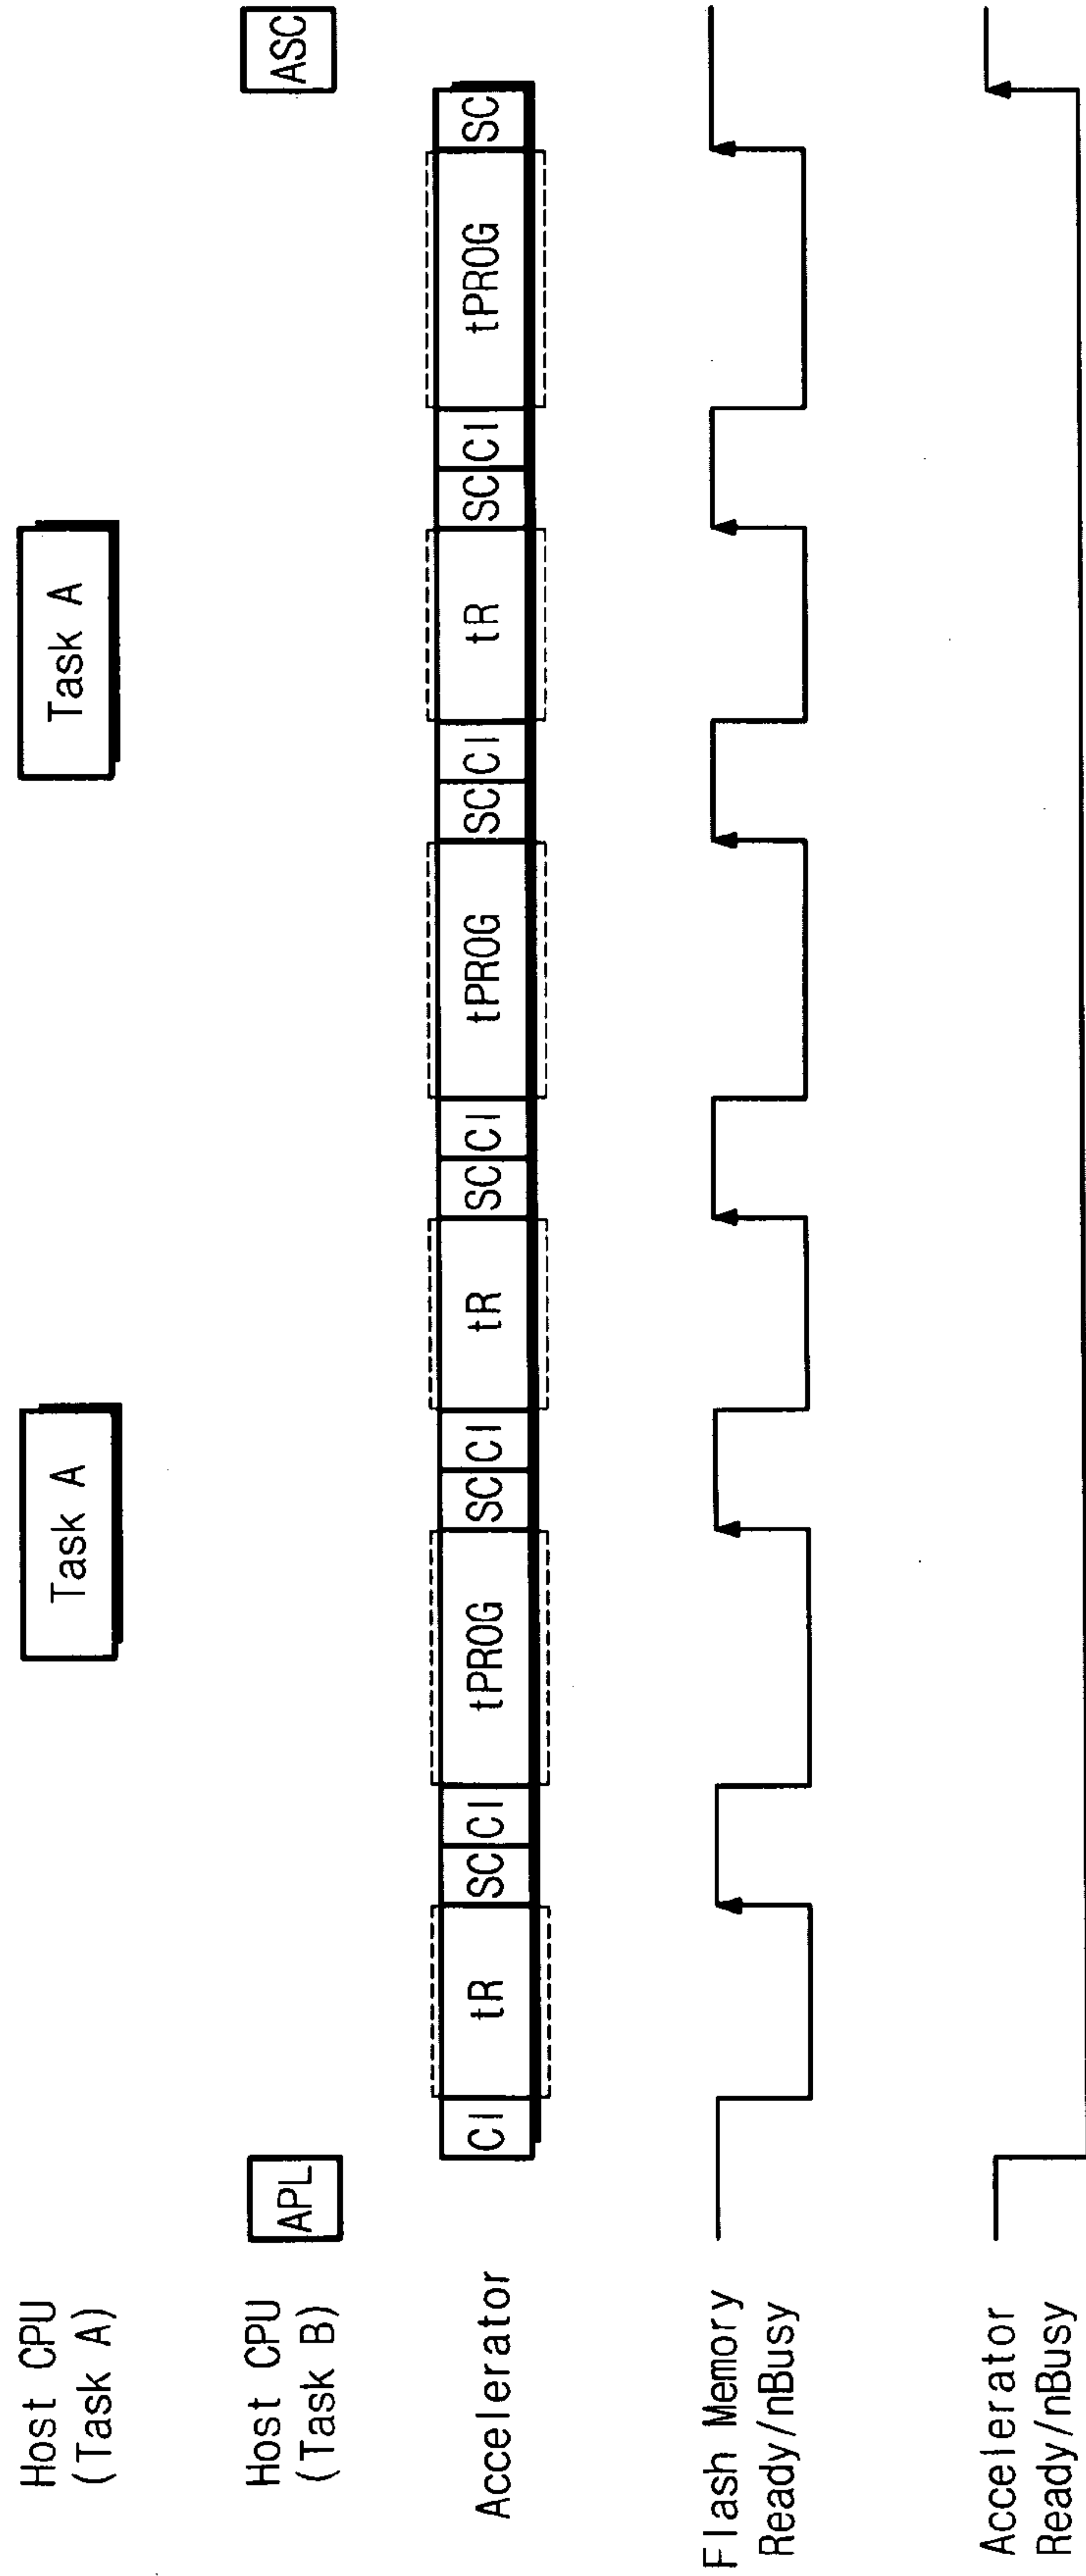 Host CPU
(Task A)
Task A
Task A
Host CPU
(Task B)
APL
ASC
Accelerator
CI tR SC CI tPROG SC CI tR SC CI tPROG SC CI tR SC CI tPROG SC
Flash Memory
Ready/nBusy
Accelerator
Ready/nBusy